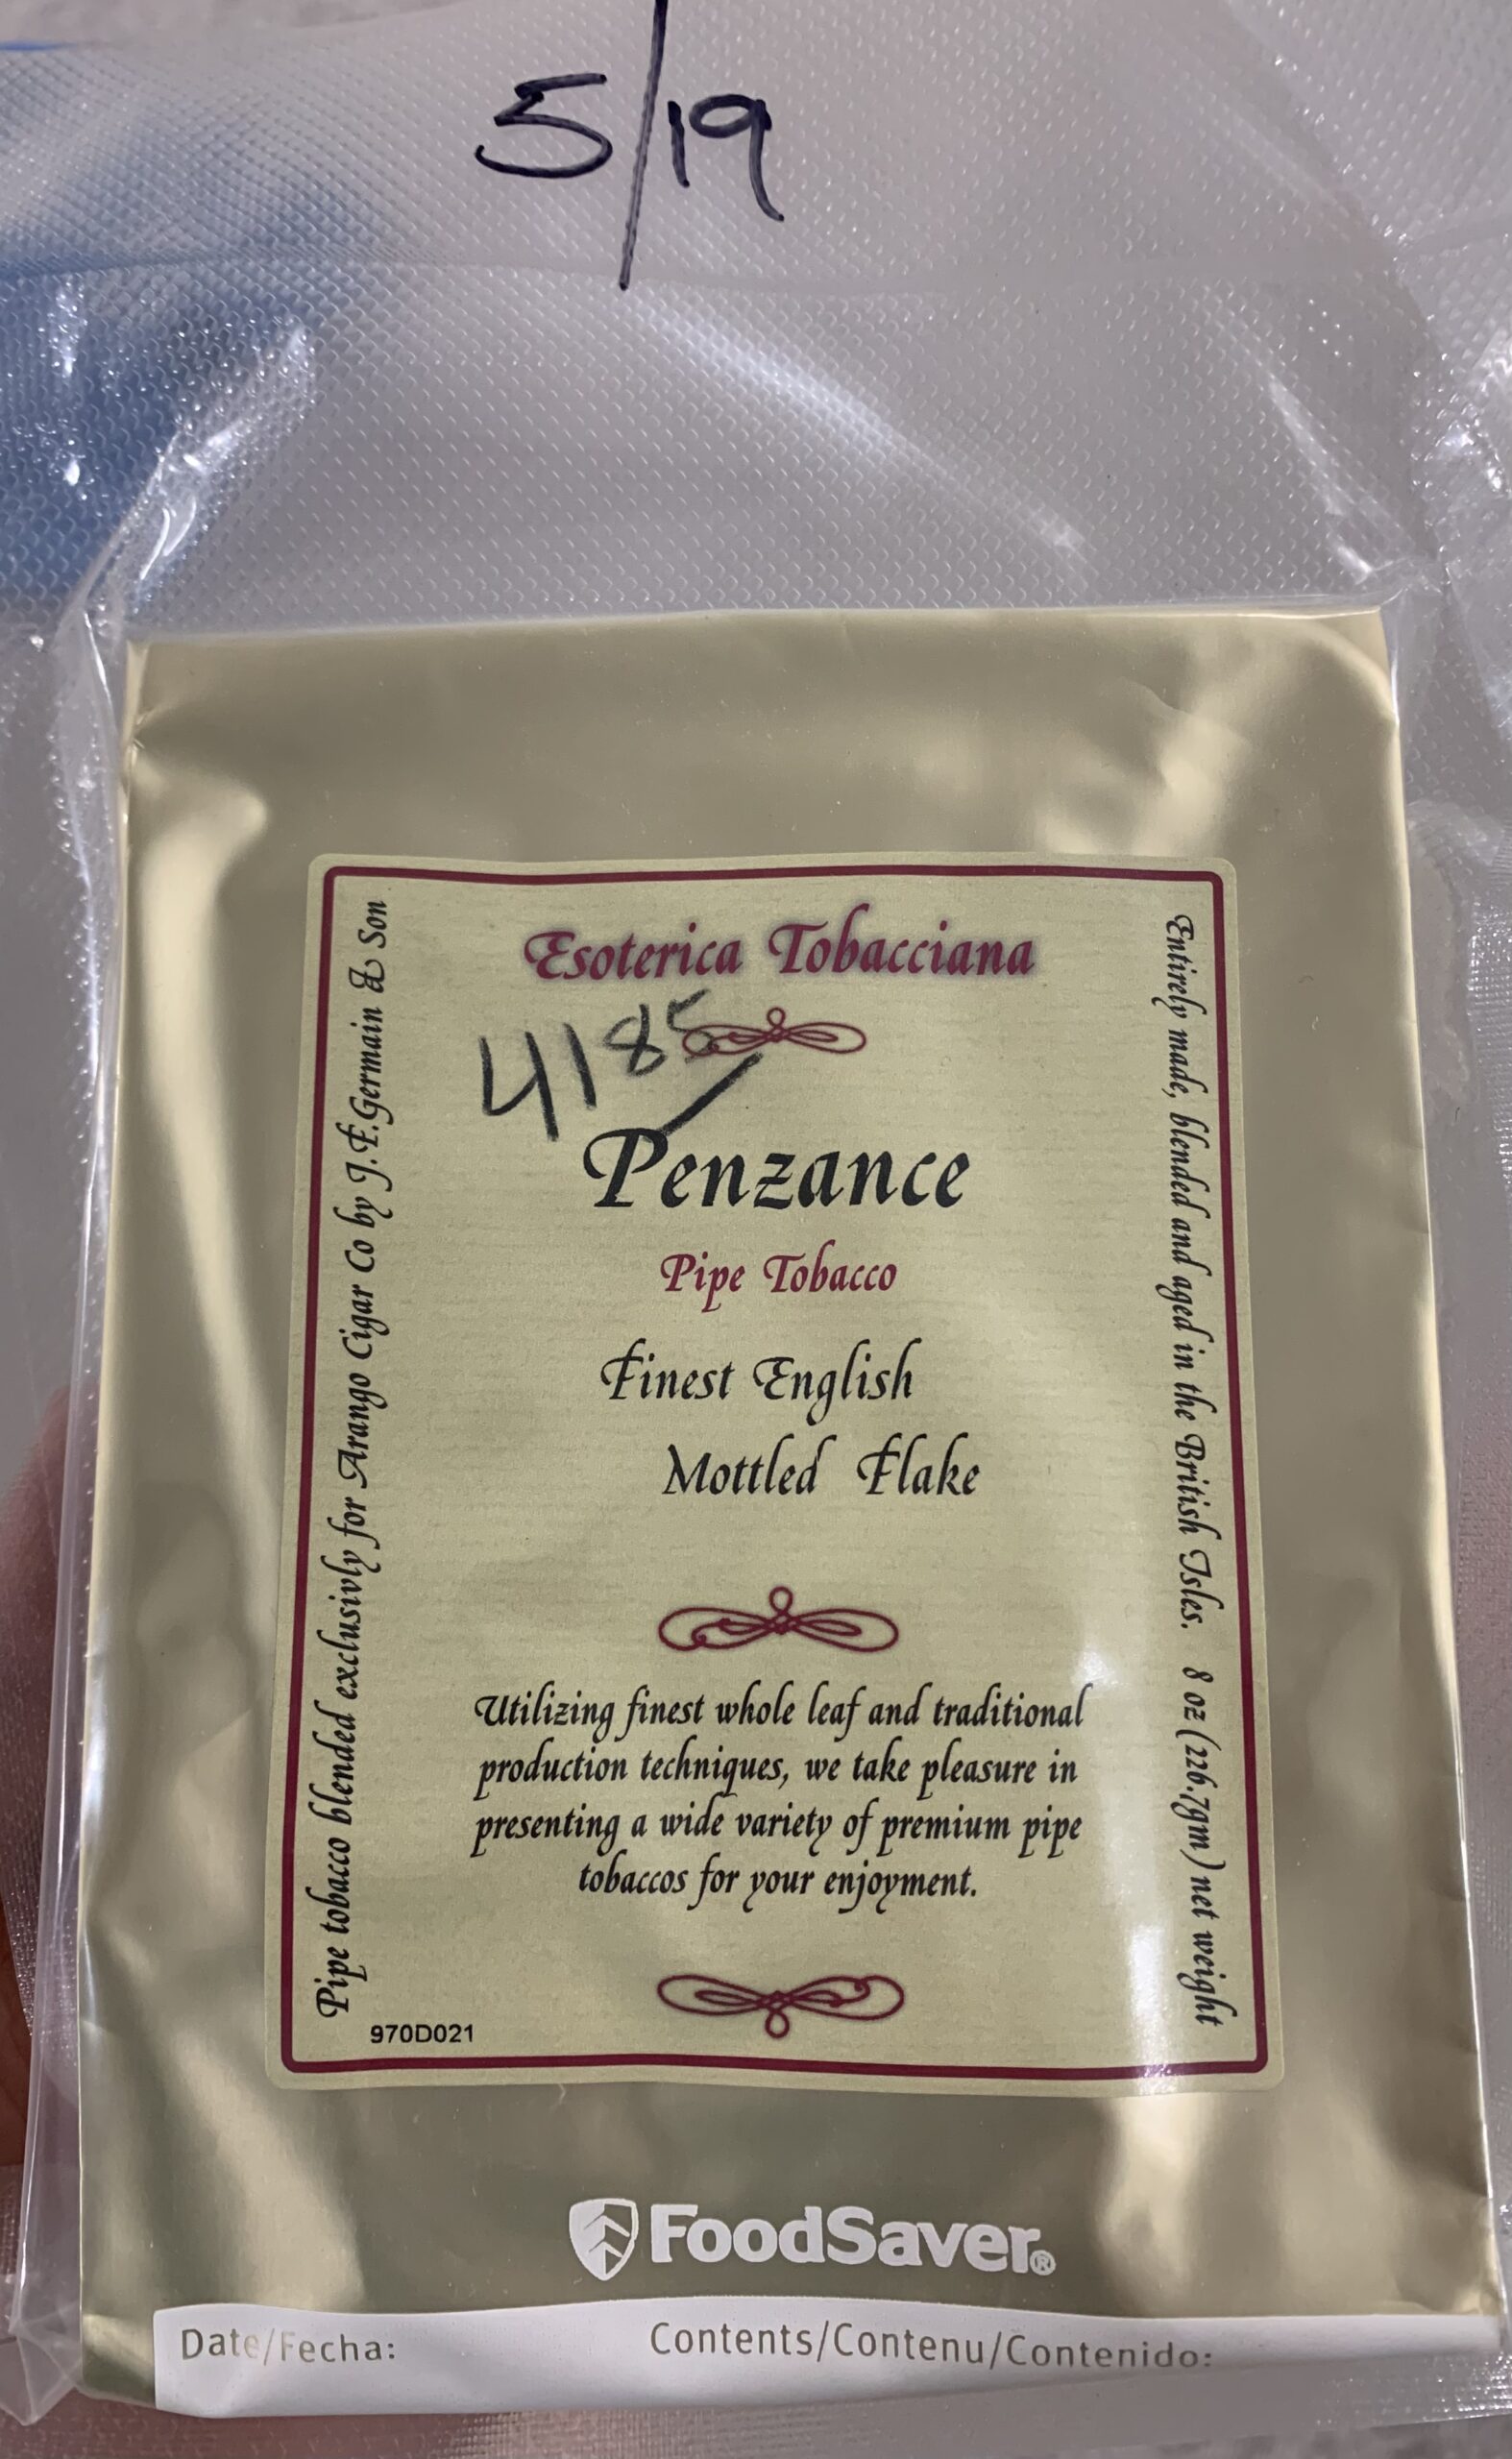 5/19
Esoterica Tobacciana
4185
Penzance
Pipe Tobacco
Finest English
Mottled Flake
Utilizing finest whole leaf and traditional
production techniques, we take pleasure in
presenting a wide variety of premium pipe
tobaccos for your enjoyment.
Pipe tobacco blended exclusivly for Arango Cigar Co by J.F.Germain & Son
Entirely made, blended and aged in the British Isles. 8 oz (226.7gm) net weight
970D021
FoodSaver®
Date/Fecha:
Contents/Contenu/Contenido: